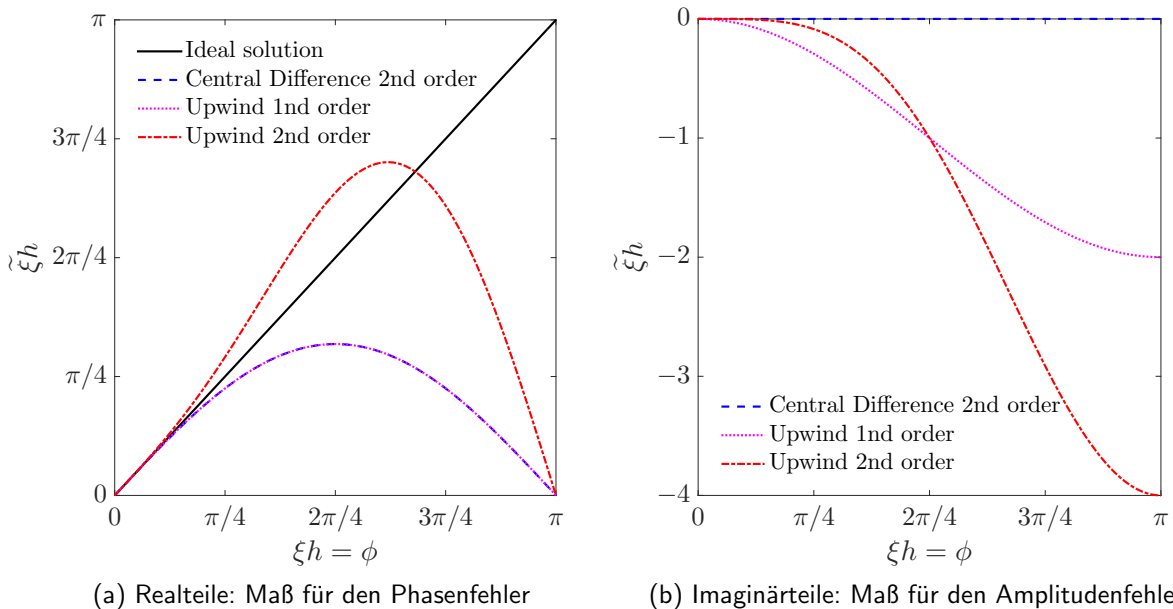 π
3π/4
2π/4
π/4
0
ξ̃h
Ideal solution
Central Difference 2nd order
Upwind 1nd order
Upwind 2nd order
0
π/4
2π/4
3π/4
π
ξh = ϕ
(a) Realteile: Maß für den Phasenfehler
0
−1
−2
−3
−4
ξ̃h
Central Difference 2nd order
Upwind 1nd order
Upwind 2nd order
0
π/4
2π/4
3π/4
π
ξh = ϕ
(b) Imaginärteile: Maß für den Amplitudenfehle